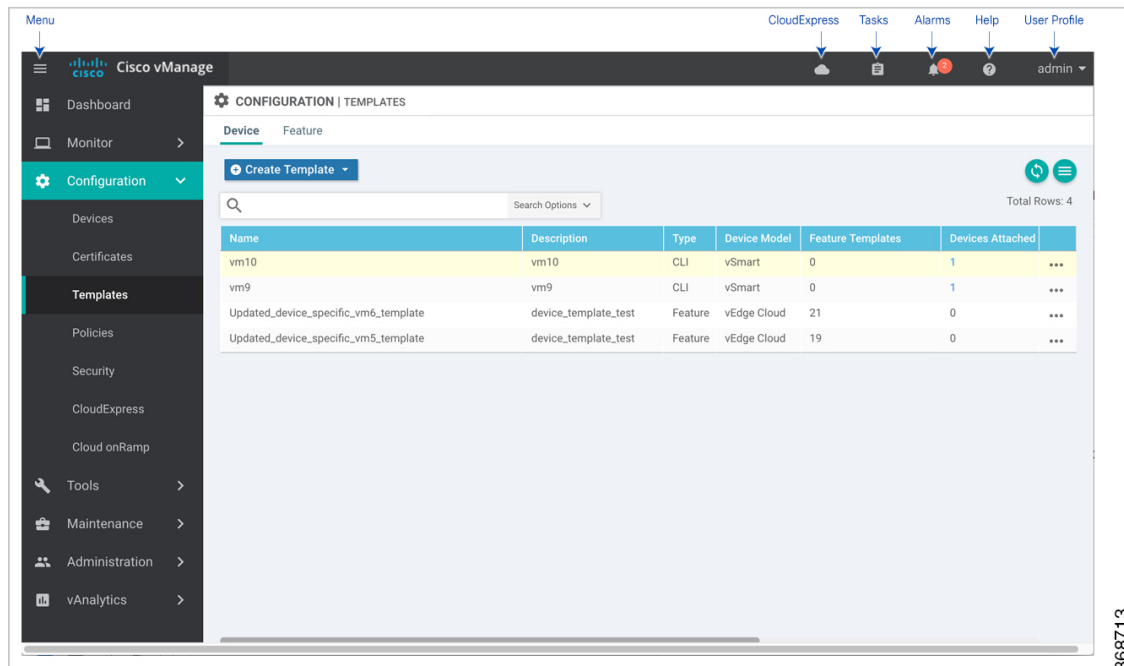 Menu CloudExpress Tasks Alarms Help User Profile
cisco Cisco vManage 2 admin
Dashboard
Monitor
Configuration
Devices
Certificates
Templates
Policies
Security
CloudExpress
Cloud onRamp
Tools
Maintenance
Administration
vAnalytics
CONFIGURATION | TEMPLATES
Device Feature
Create Template
Search Options
Total Rows: 4
Name Description Type Device Model Feature Templates Devices Attached
vm10 vm10 CLI vSmart 0 1
vm9 vm9 CLI vSmart 0 1
Updated_device_specific_vm6_template device_template_test Feature vEdge Cloud 21 0
Updated_device_specific_vm5_template device_template_test Feature vEdge Cloud 19 0
368713